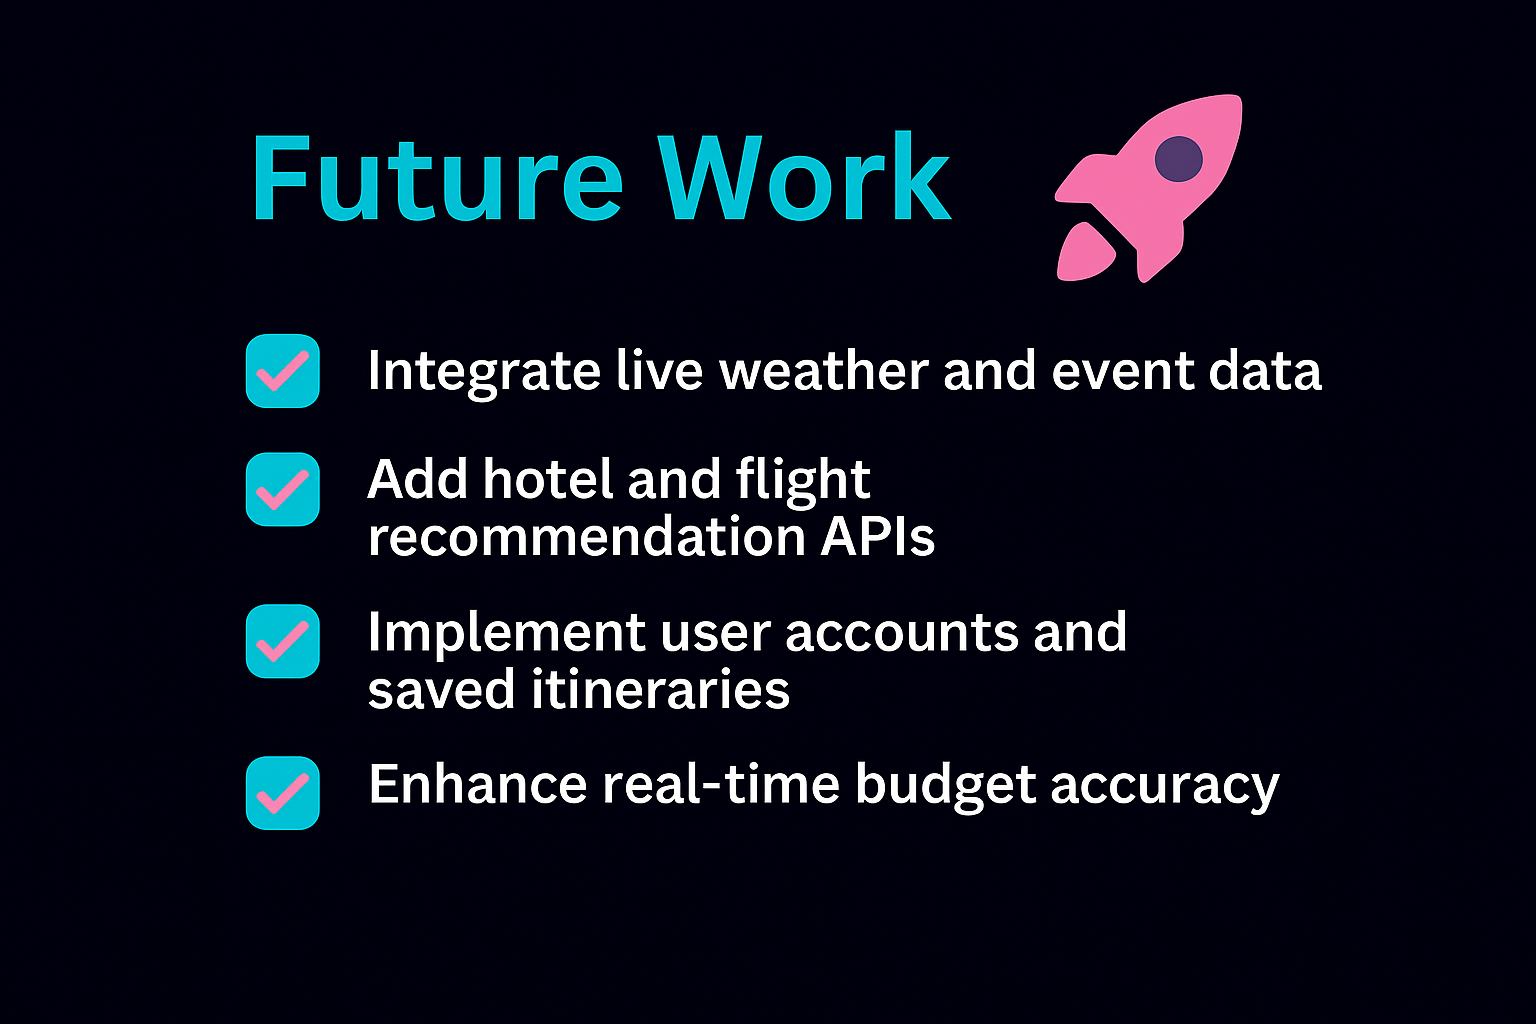 Future Work
Integrate live weather and event data
Add hotel and flight
recommendation APIs
Implement user accounts and
saved itineraries
Enhance real-time budget accuracy